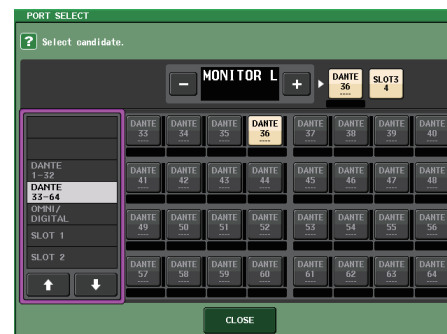 PORT SELECT
? Select candidate.
− MONITOR L +
DANTE 36 ----
SLOT3 4
DANTE 1-32
DANTE 33-64
OMNI/ DIGITAL
SLOT 1
SLOT 2
DANTE 33 ---- DANTE 34 ---- DANTE 35 ---- DANTE 36 ---- DANTE 37 ---- DANTE 38 ---- DANTE 39 ---- DANTE 40 ----
DANTE 41 ---- DANTE 42 ---- DANTE 43 ---- DANTE 44 ---- DANTE 45 ---- DANTE 46 ---- DANTE 47 ---- DANTE 48 ----
DANTE 49 ---- DANTE 50 ---- DANTE 51 ---- DANTE 52 ---- DANTE 53 ---- DANTE 54 ---- DANTE 55 ---- DANTE 56 ----
DANTE 57 ---- DANTE 58 ---- DANTE 59 ---- DANTE 60 ---- DANTE 61 ---- DANTE 62 ---- DANTE 63 ---- DANTE 64 ----
CLOSE